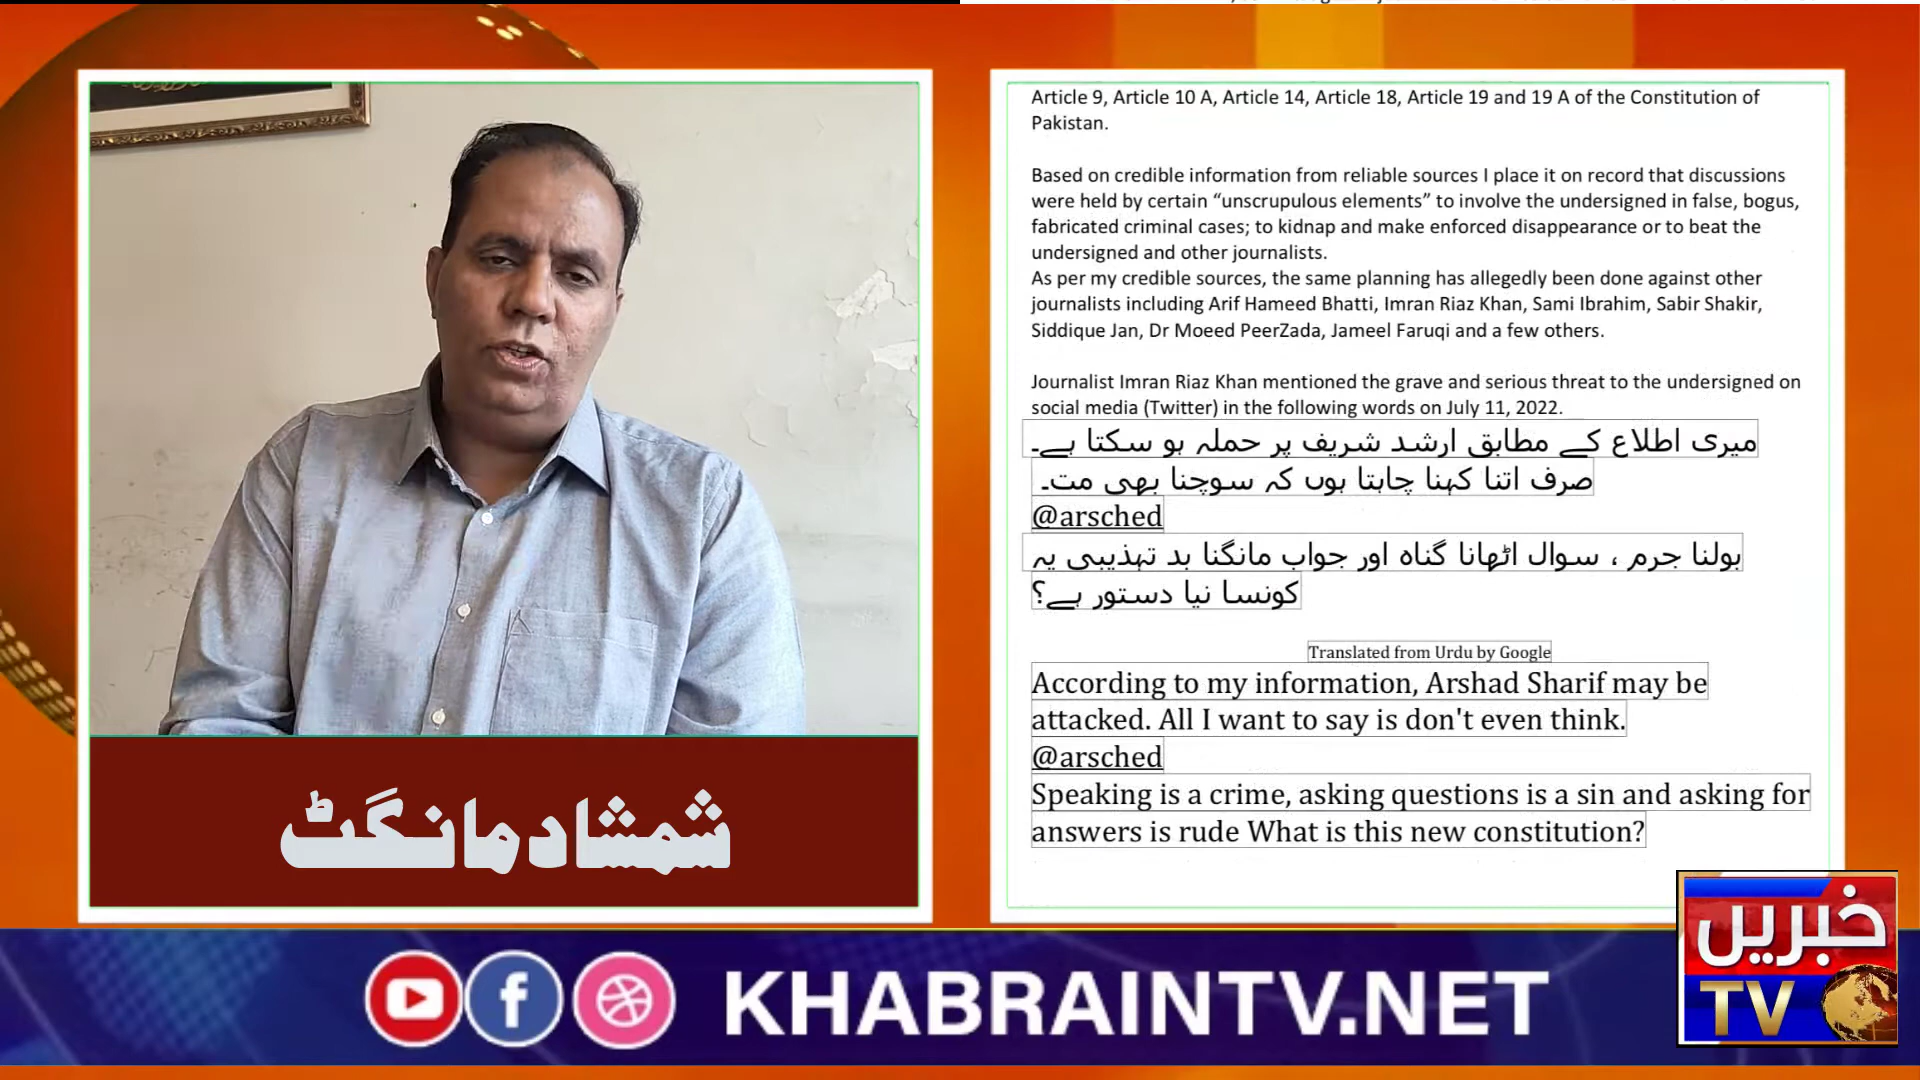 Article 9, Article 10 A, Article 14, Article 18, Article 19 and 19 A of the Constitution of
Pakistan.
Based on credible information from reliable sources I place it on record that discussions
were held by certain “unscrupulous elements” to involve the undersigned in false, bogus,
fabricated criminal cases; to kidnap and make enforced disappearance or to beat the
undersigned and other journalists.
As per my credible sources, the same planning has allegedly been done against other
journalists including Arif Hameed Bhatti, Imran Riaz Khan, Sami Ibrahim, Sabir Shakir,
Siddique Jan, Dr Moeed PeerZada, Jameel Faruqi and a few others.
Journalist Imran Riaz Khan mentioned the grave and serious threat to the undersigned on
social media (Twitter) in the following words on July 11, 2022.
میری اطلاع کے مطابق ارشد شریف پر حملہ ہو سکتا ہے۔
صرف اتنا کہنا چاہتا ہوں کہ سوچنا بھی مت۔
@arsched
بولنا جرم ، سوال اٹھانا گناہ اور جواب مانگنا بد تہذیبی یہ
کونسا نیا دستور ہے؟
Translated from Urdu by Google
According to my information, Arshad Sharif may be
attacked. All I want to say is don't even think.
@arsched
Speaking is a crime, asking questions is a sin and asking for
answers is rude What is this new constitution?
شمشاد مانگٹ
KHABRAINTV.NET
خبریں
TV